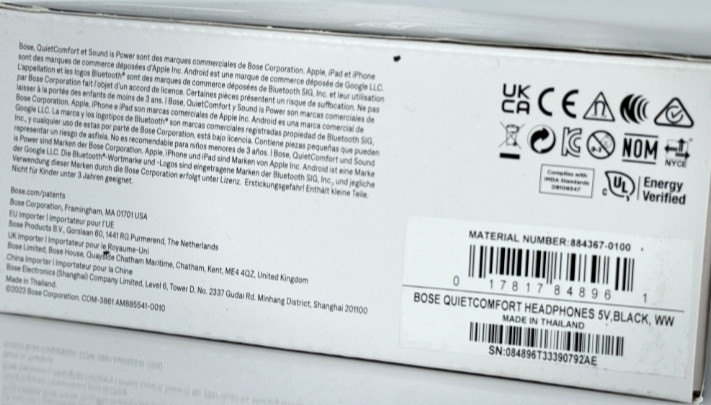 Bose, QuietComfort et Sound is Power sont des marques commerciales de Bose Corporation. Apple, iPad et iPhone
sont des marques de commerce déposées d'Apple Inc. Android est une marque de commerce déposée de Google LLC.
L'appellation et les logos Bluetooth® sont des marques de commerce déposées de Bluetooth SIG, Inc. et leur utilisation
par Bose Corporation fait l'objet d'un accord de licence. Certaines pièces présentent un risque de suffocation. Ne pas
laisser à la portée des enfants de moins de 3 ans. | Bose, QuietComfort y Sound is Power son marcas comerciales de
Bose Corporation. Apple, iPhone e iPad son marcas comerciales de Apple Inc. Android es una marca comercial de
Google LLC. La marca y los logotipos de Bluetooth® son marcas comerciales registradas propiedad de Bluetooth SIG,
Inc., y cualquier uso de estas por parte de Bose Corporation, está bajo licencia. Contiene piezas pequeñas que pueden
representar un riesgo de asfixia. No es recomendable para niños menores de 3 años. | Bose, QuietComfort und Sound
is Power sind Marken der Bose Corporation. Apple, iPhone und iPad sind Marken von Apple Inc. Android ist eine Marke
der Google LLC. Die Bluetooth®-Wortmarke und -Logos sind eingetragene Marken der Bluetooth SIG, Inc., und jegliche
Verwendung dieser Marken durch die Bose Corporation erfolgt unter Lizenz. Erstickungsgefahr! Enthält kleine Teile.
Nicht für Kinder unter 3 Jahren geeignet.
Bose.com/patents
Bose Corporation, Framingham, MA 01701 USA
EU Importer | Importateur pour l'UE
Bose Products B.V., Gorslaan 60, 1441 RG Purmerend, The Netherlands
UK Importer | Importateur pour le Royaume-Uni
Bose Limited, Bose House, Quayside Chatham Maritime, Chatham, Kent, ME4 4QZ, United Kingdom
China Importer | Importateur pour la Chine
Bose Electronics (Shanghai) Company Limited, Level 6, Tower D, No. 2337 Gudai Rd. Minhang District, Shanghai 201100
Made in Thailand.
©2023 Bose Corporation. COM-3861 AM885541-0010
UK CA CE
NOM NYCE
Complies with
IMDA Standards
c UL US Energy
Verified
MATERIAL NUMBER:884367-0100
0 17817 84896 1
BOSE QUIETCOMFORT HEADPHONES 5V,BLACK, WW
MADE IN THAILAND
SN:084896T33390792AE